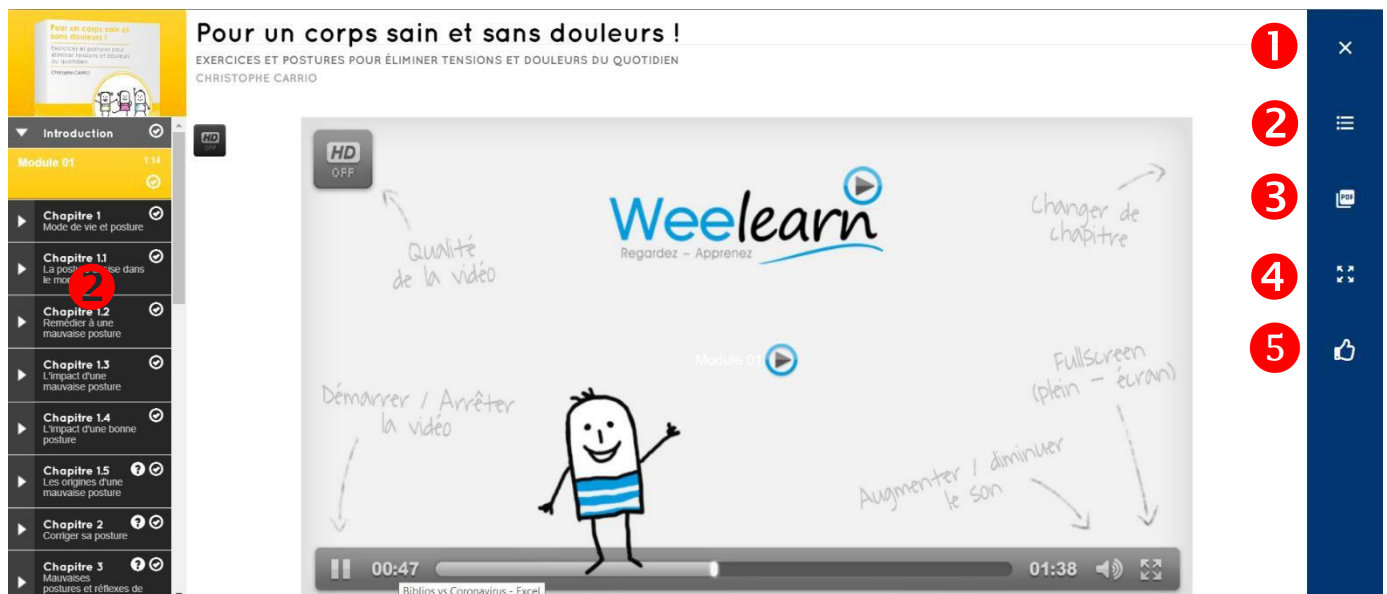 Pour un corps sain et
sans douleurs !
Exercices et postures pour
éliminer tensions et douleurs
du quotidien
Christophe Carrio
Pour un corps sain et sans douleurs !
EXERCICES ET POSTURES POUR ÉLIMINER TENSIONS ET DOULEURS DU QUOTIDIEN
CHRISTOPHE CARRIO
Introduction
Module 01 1:14
Chapitre 1
Mode de vie et posture
Chapitre 1.1
La posture assise dans
le
2
Chapitre 1.2
Remédier à une
mauvaise posture
Chapitre 1.3
L'impact d'une
mauvaise posture
Chapitre 1.4
L'impact d'une bonne
posture
Chapitre 1.5 ?
Les origines d'une
mauvaise posture
Chapitre 2 ?
Corriger sa posture
Chapitre 3 ?
Mauvaises
postures et réflexes de
HD
OFF
HD
OFF
Weelearn
Regardez – Apprenez
Qualité
de la vidéo
Changer de
chapitre
Module 01
Démarrer / Arrêter
la vidéo
Fullscreen
(plein – écran)
Augmenter / diminuer
le son
00:47
01:38
Biblios vs Coronavirus - Excel
1
2
3
PDF
4
5